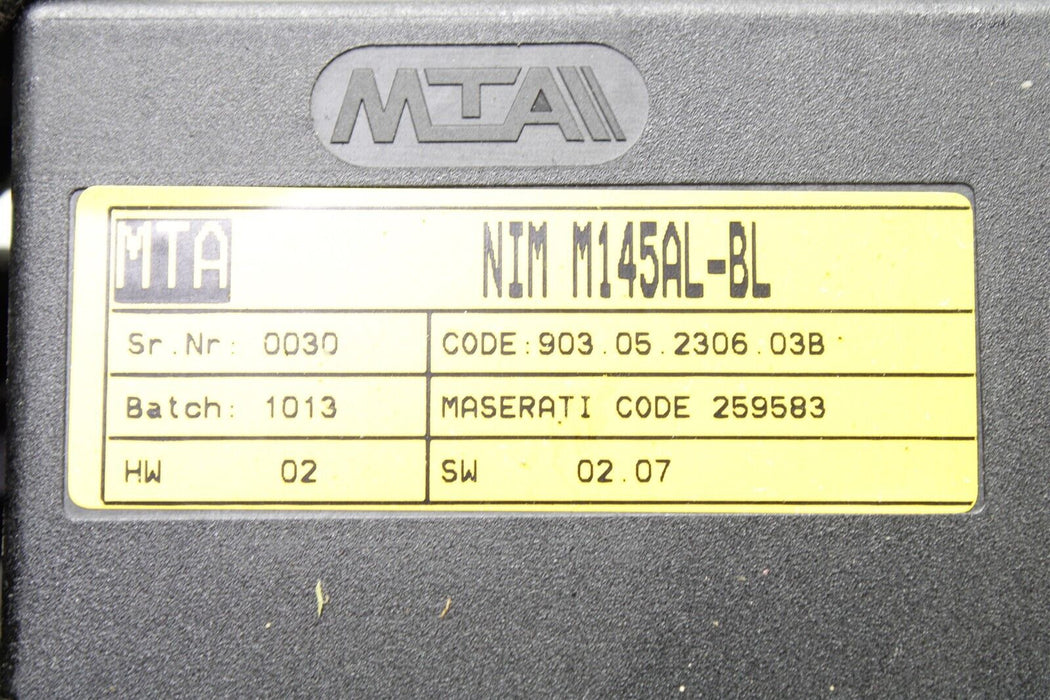 MTA
MTA NIM M145AL-BL
Sr.Nr: 0030 CODE:903.05.2306.03B
Batch: 1013 MASERATI CODE 259583
HW 02 SW 02.07